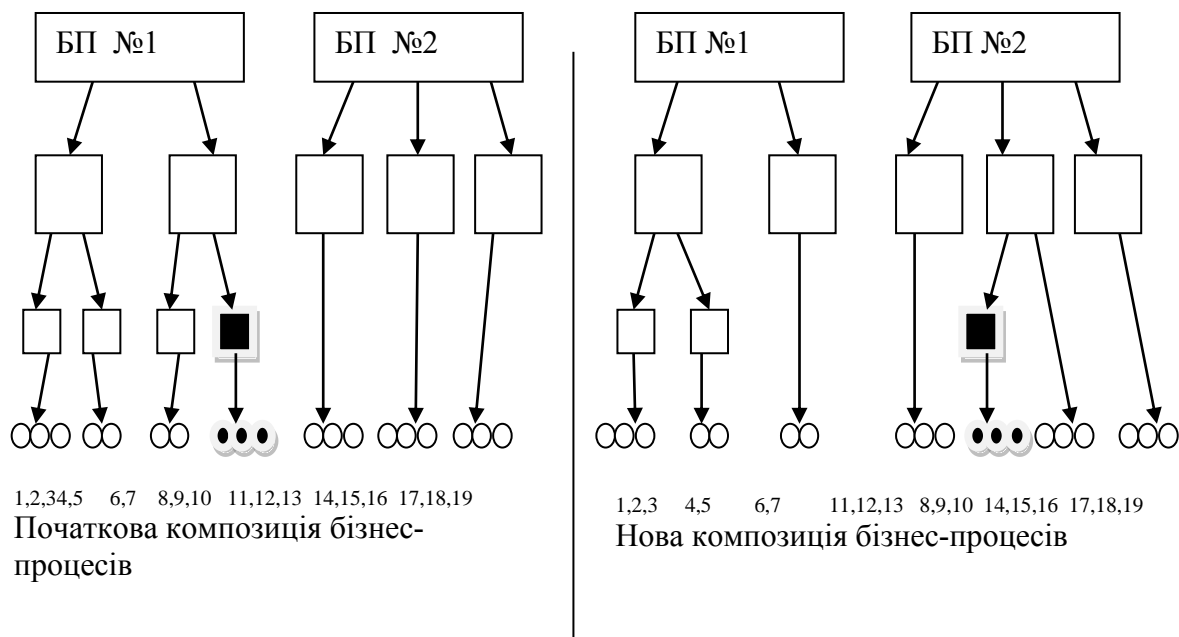 БП №1
БП №2
1,2,34,5 6,7 8,9,10 11,12,13 14,15,16 17,18,19
Початкова композиція бізнес-
процесів
БП №1
БП №2
1,2,3 4,5 6,7 11,12,13 8,9,10 14,15,16 17,18,19
Нова композиція бізнес-процесів